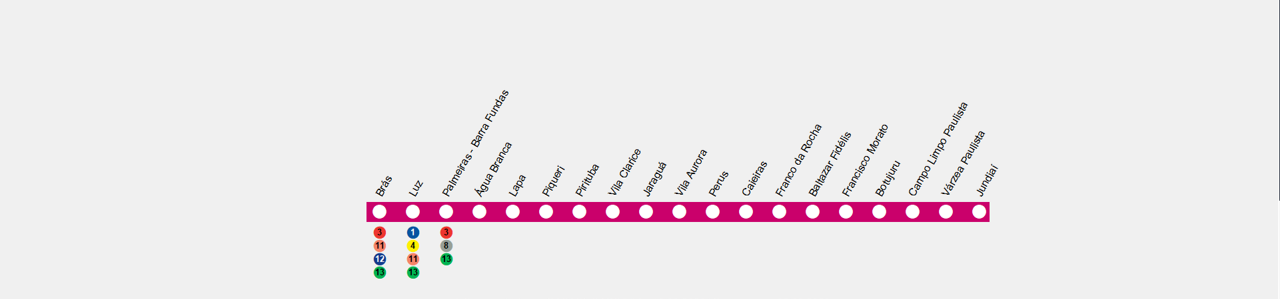 Brás
Luz
Palmeiras - Barra Fundas
Água Branca
Lapa
Piqueri
Pirituba
Vila Clarice
Jaraguá
Vila Aurora
Perus
Caieiras
Franco da Rocha
Baltazar Fidélis
Francisco Morato
Botujuru
Campo Limpo Paulista
Várzea Paulista
Jundiaí
3 1 3
11 4 8
12 11 13
13 13